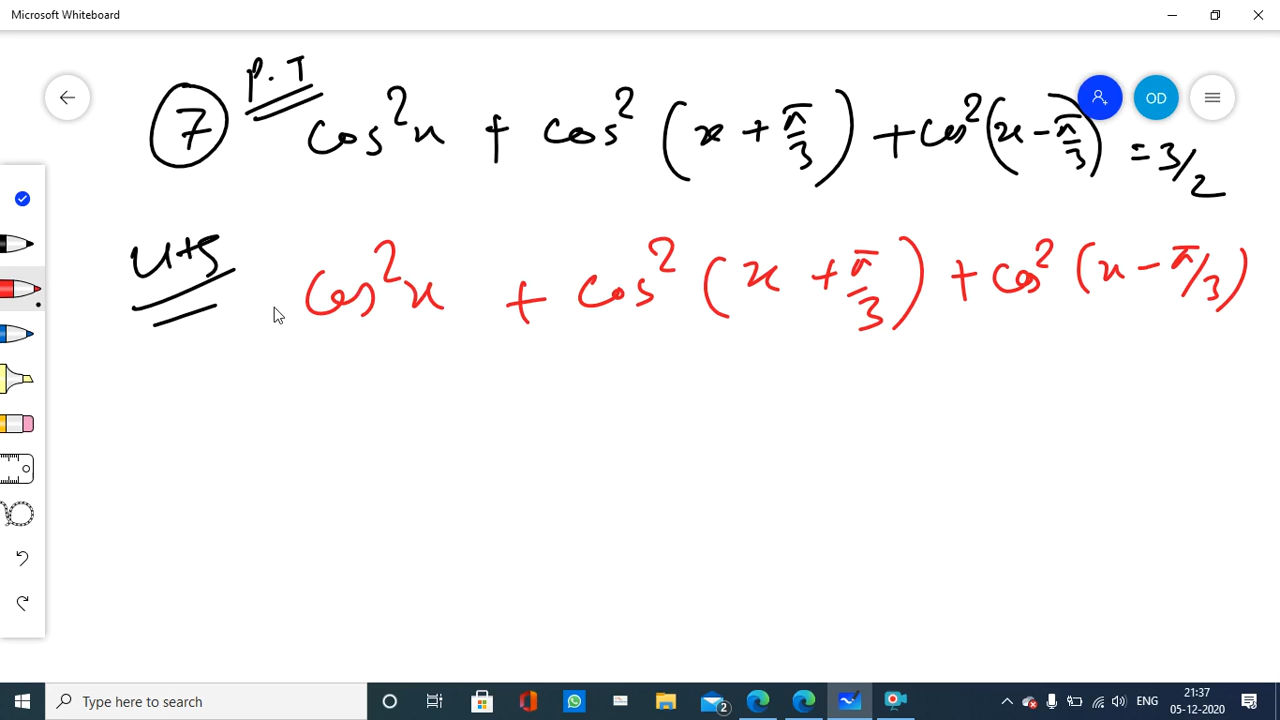 Microsoft Whiteboard
P.T
7 cos²x + cos² (x + π/3) + cos² (x - π/3) = 3/2
OD
LHS cos²x + cos² (x + π/3) + cos² (x - π/3)
Type here to search
2
ENG
21:37
05-12-2020